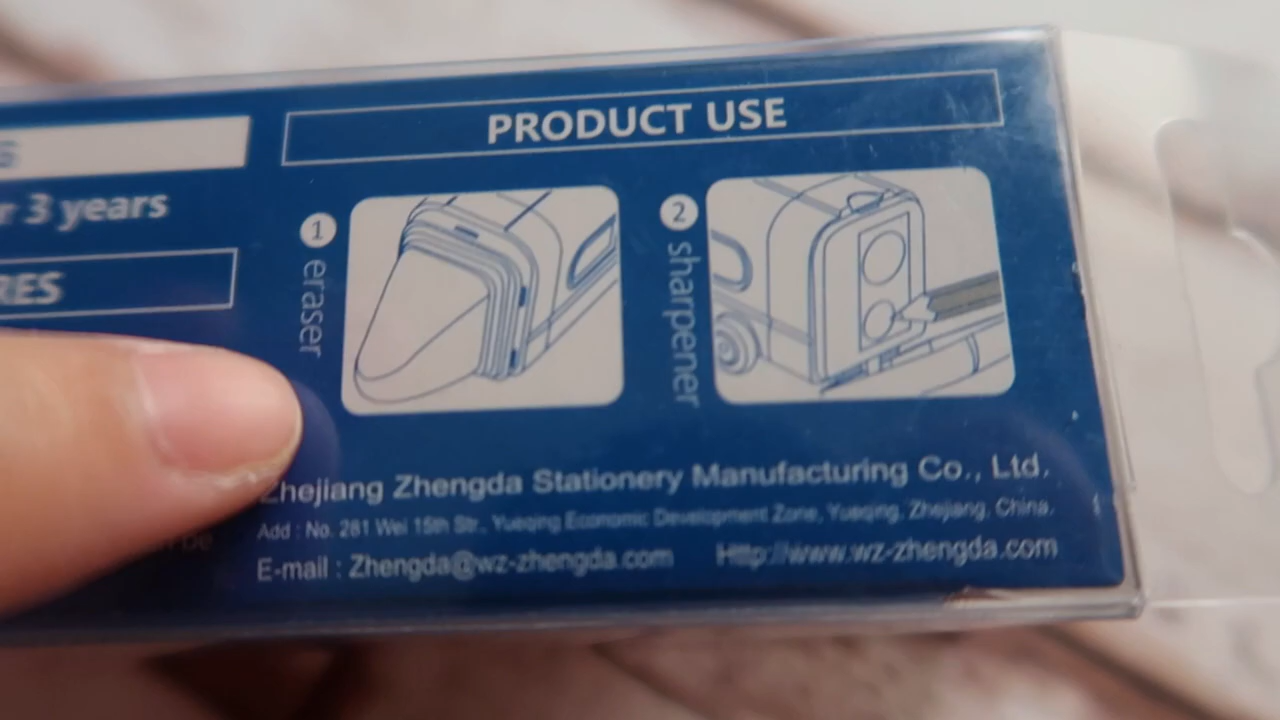 PRODUCT USE
r 3 years
RES
1 eraser
2 sharpener
Zhejiang Zhengda Stationery Manufacturing Co., Ltd.
Add : No. 281 Wei 15th Str., Yueqing Economic Development Zone, Yueqing, Zhejiang, China.
E-mail : Zhengda@wz-zhengda.com Http://www.wz-zhengda.com